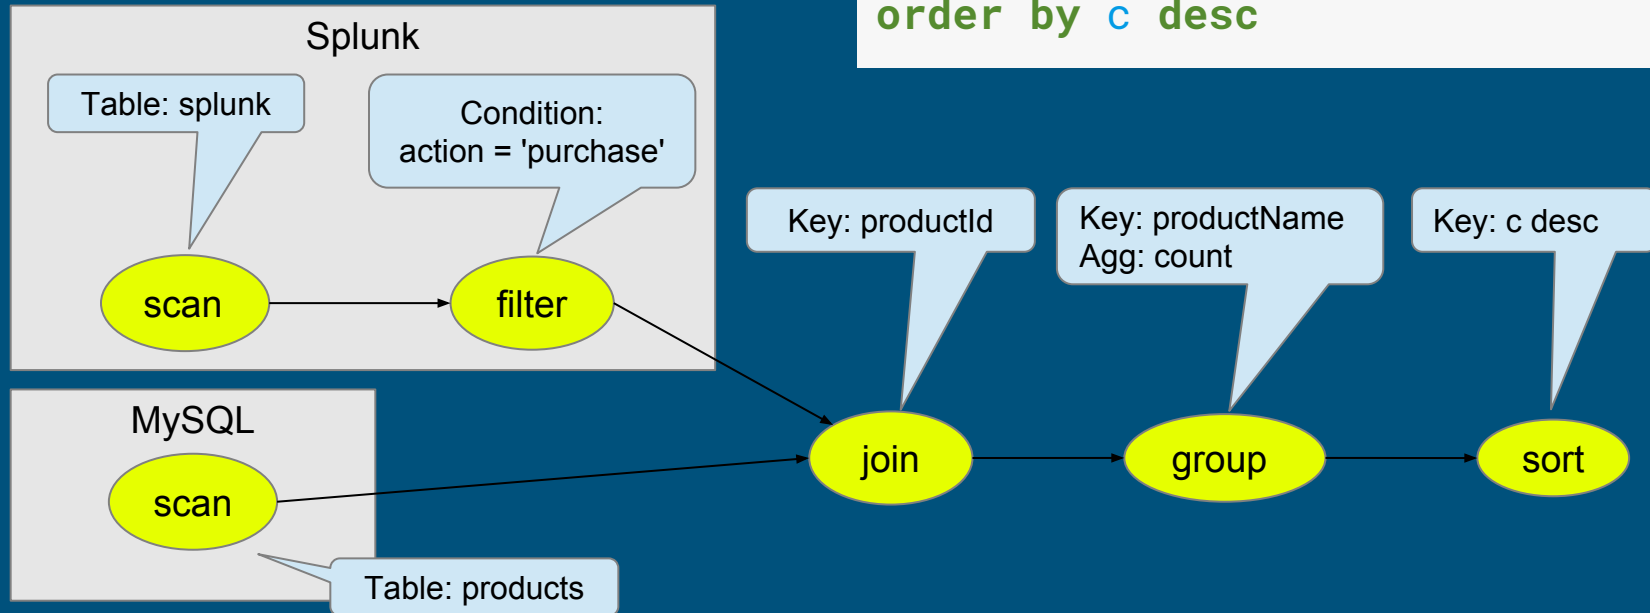 order by c desc
Splunk
Table: splunk
Condition:
action = 'purchase'
scan
filter
Key: productId
Key: productName
Agg: count
Key: c desc
MySQL
scan
Table: products
join
group
sort